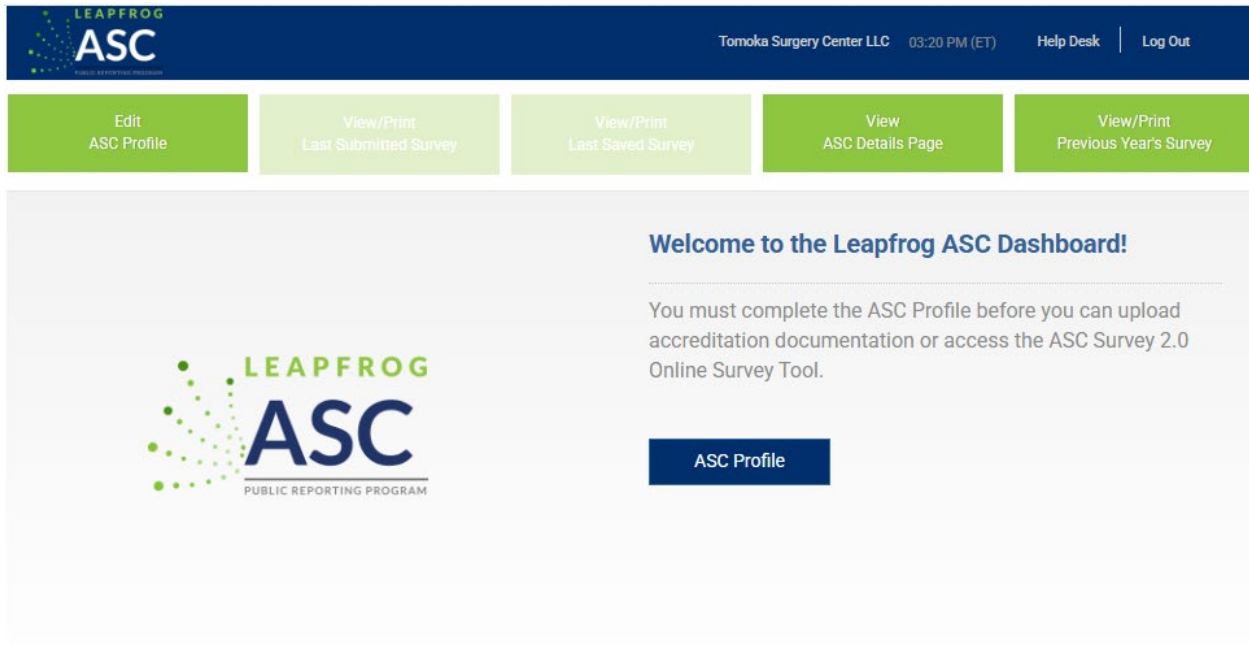 LEAPFROG
ASC
PUBLIC REPORTING PROGRAM
Tomoka Surgery Center LLC 03:20 PM (ET) Help Desk Log Out
Edit
ASC Profile
View/Print
Last Submitted Survey
View/Print
Last Saved Survey
View
ASC Details Page
View/Print
Previous Year's Survey
Welcome to the Leapfrog ASC Dashboard!
You must complete the ASC Profile before you can upload
accreditation documentation or access the ASC Survey 2.0
Online Survey Tool.
ASC Profile
LEAPFROG
ASC
PUBLIC REPORTING PROGRAM